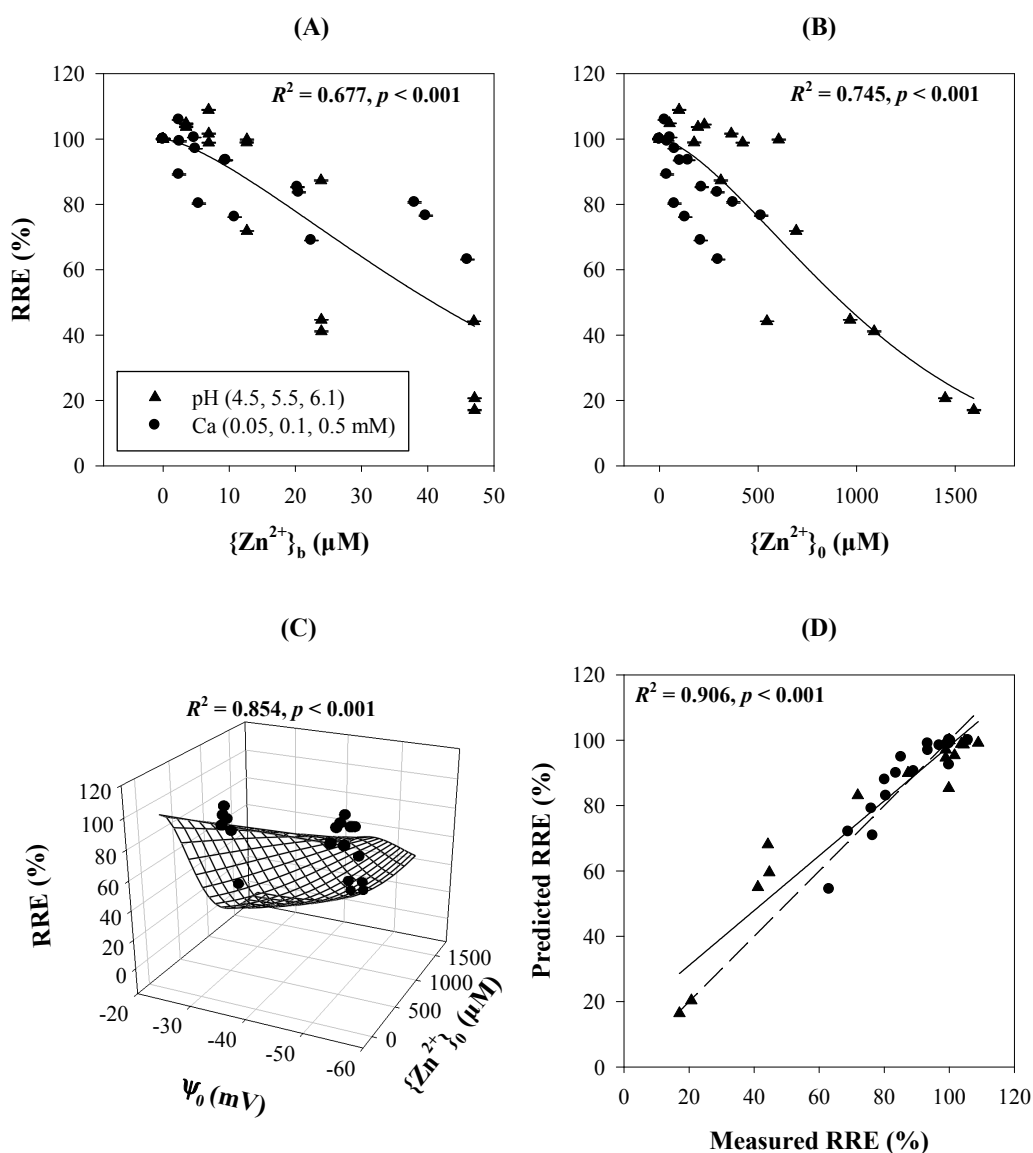 (A)
R² = 0.677, p < 0.001
120
100
80
60
40
20
0
RRE (%)
pH (4.5, 5.5, 6.1)
Ca (0.05, 0.1, 0.5 mM)
0 10 20 30 40 50
{Zn²⁺}b (μM)
(B)
R² = 0.745, p < 0.001
120
100
80
60
40
20
0
0 500 1000 1500
{Zn²⁺}₀ (μM)
(C)
R² = 0.854, p < 0.001
120
100
80
60
40
20
0
RRE (%)
-20
-30
-40
-50
-60
ψ₀ (mV)
1500
1000
500
0
{Zn²⁺}₀ (μM)
(D)
R² = 0.906, p < 0.001
120
100
80
60
40
20
0
Predicted RRE (%)
0 20 40 60 80 100 120
Measured RRE (%)